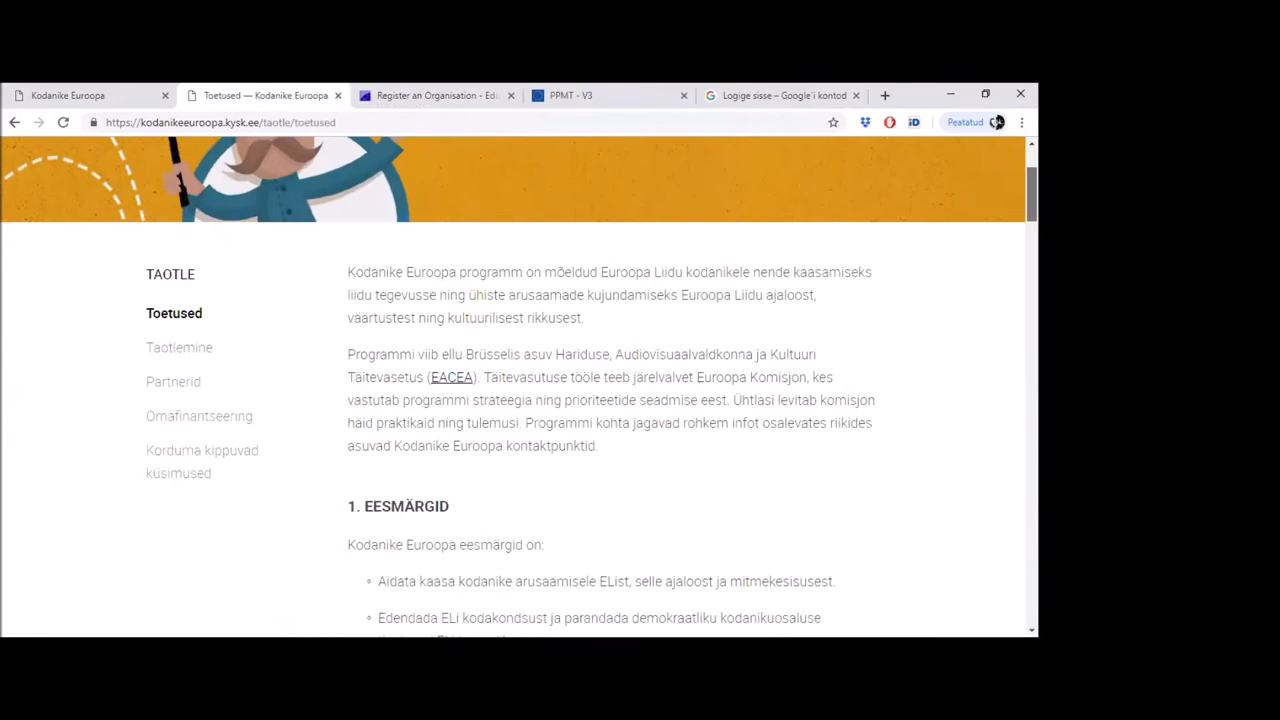 Kodanike Euroopa
Toetused — Kodanike Euroopa
Register an Organisation - Edu
PPMT - V3
Logige sisse – Google'i kontod
https://kodanikeeuroopa.kysk.ee/taotle/toetused
Peatatud
TAOTLE
Toetused
Taotlemine
Partnerid
Omafinantseering
Korduma kippuvad
küsimused
Kodanike Euroopa programm on mõeldud Euroopa Liidu kodanikele nende kaasamiseks
liidu tegevusse ning ühiste arusaamade kujundamiseks Euroopa Liidu ajaloost,
väärtustest ning kultuurilisest rikkusest.
Programmi viib ellu Brüsselis asuv Hariduse, Audiovisuaalvaldkonna ja Kultuuri
Täitevasetus (EACEA). Täitevasutuse tööle teeb järelvalvet Euroopa Komisjon, kes
vastutab programmi strateegia ning prioriteetide seadmise eest. Ühtlasi levitab komisjon
häid praktikaid ning tulemusi. Programmi kohta jagavad rohkem infot osalevates riikides
asuvad Kodanike Euroopa kontaktpunktid.
1. EESMÄRGID
Kodanike Euroopa eesmärgid on:
Aidata kaasa kodanike arusaamisele EList, selle ajaloost ja mitmekesisusest.
Edendada ELi kodakondsust ja parandada demokraatliku kodanikuosaluse